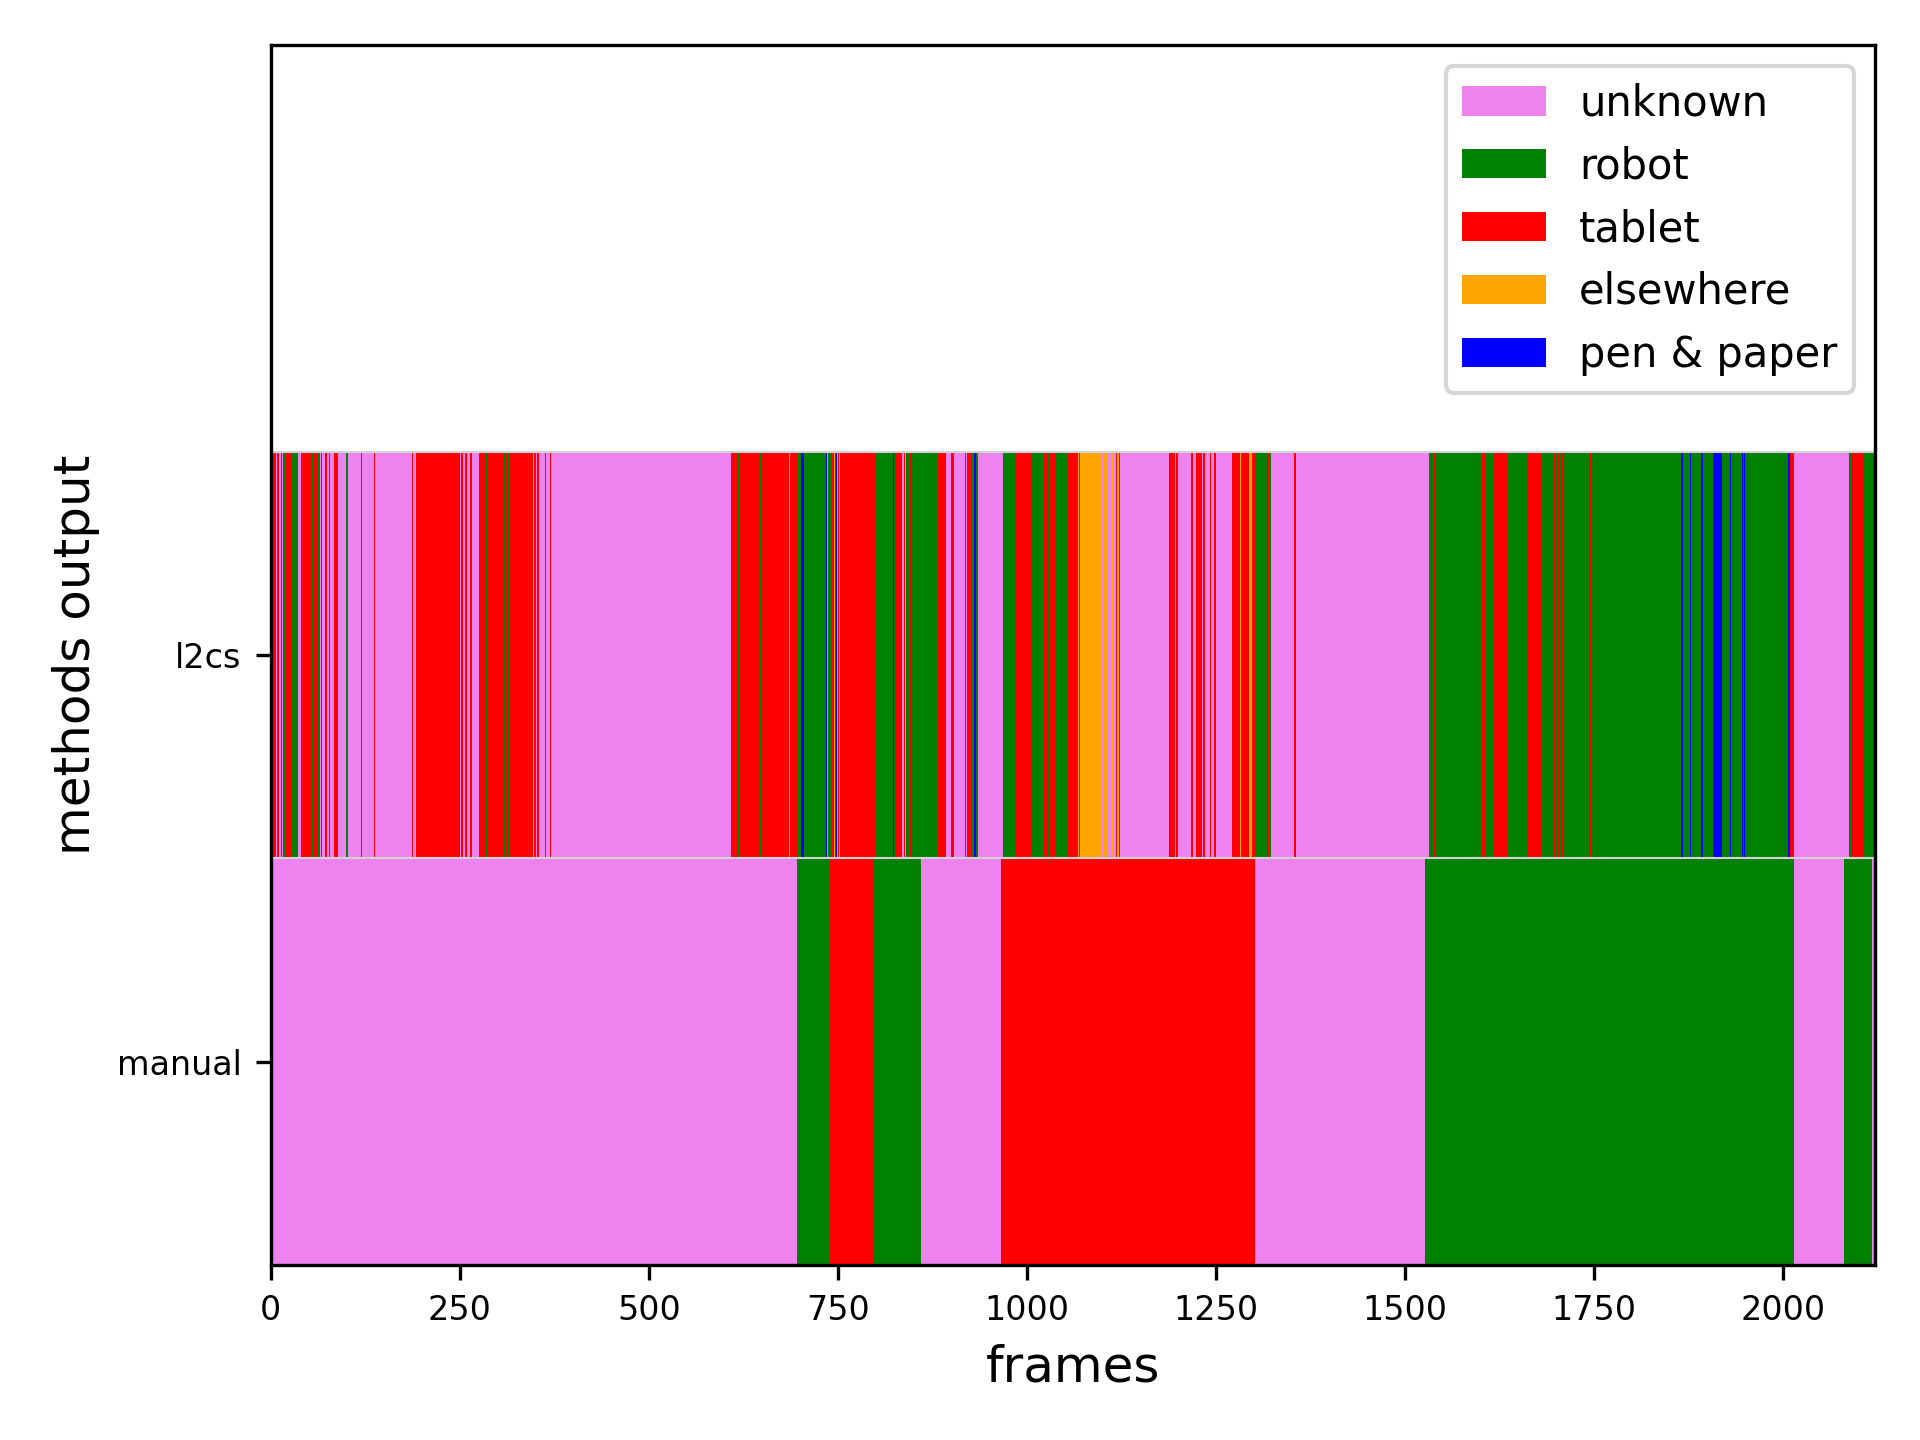 unknown
robot
tablet
elsewhere
pen & paper
methods output
l2cs
manual
0 250 500 750 1000 1250 1500 1750 2000
frames